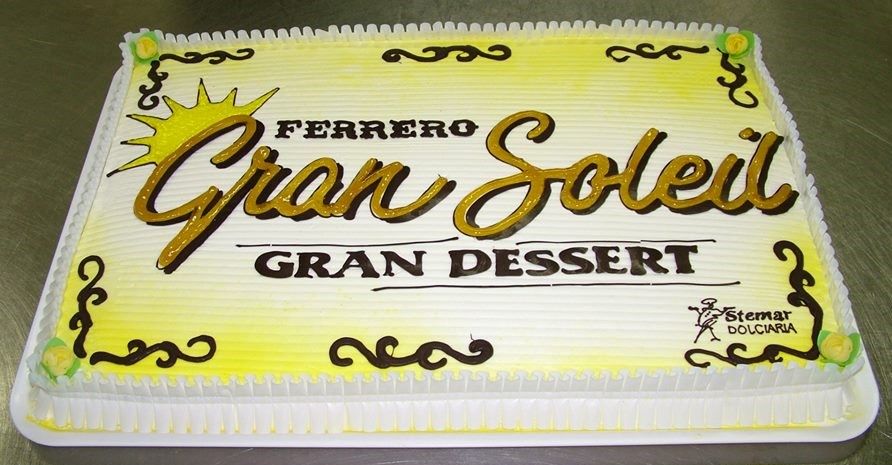 FERRERO
Gran Soleil
GRAN DESSERT
Stemar
DOLCIARIA